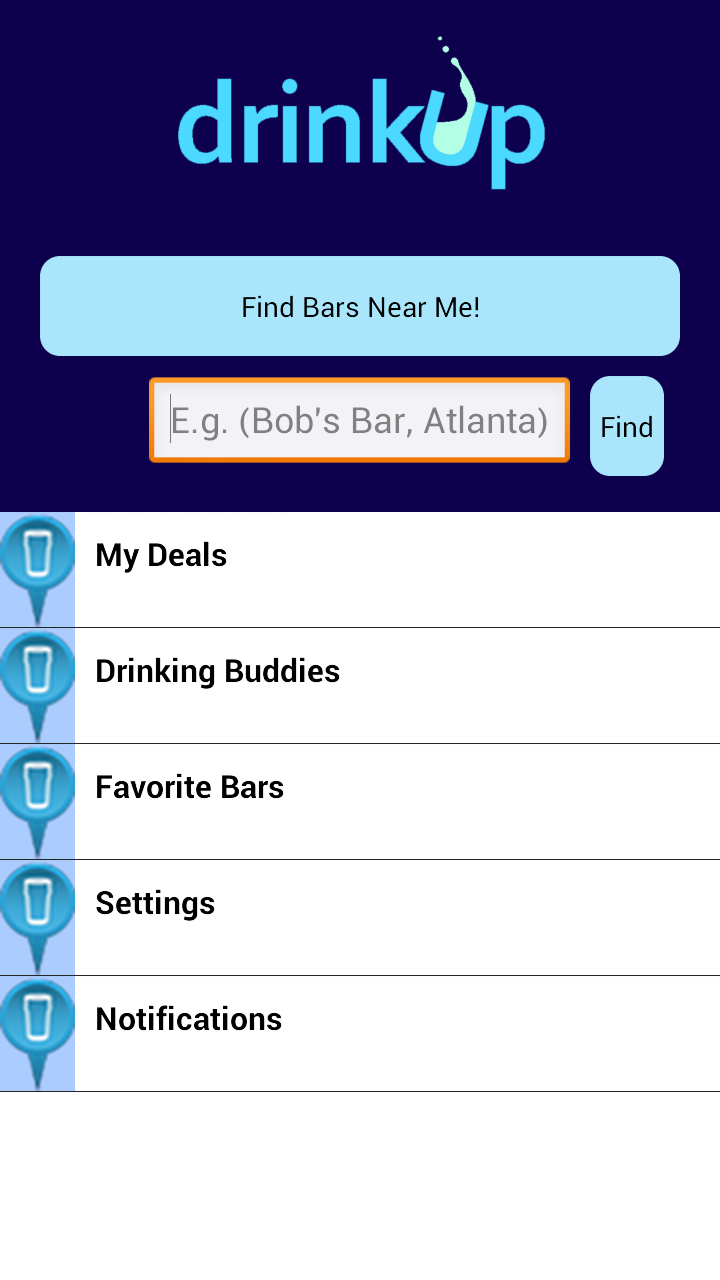 drinkUp
Find Bars Near Me!
E.g. (Bob's Bar, Atlanta)
Find
My Deals
Drinking Buddies
Favorite Bars
Settings
Notifications